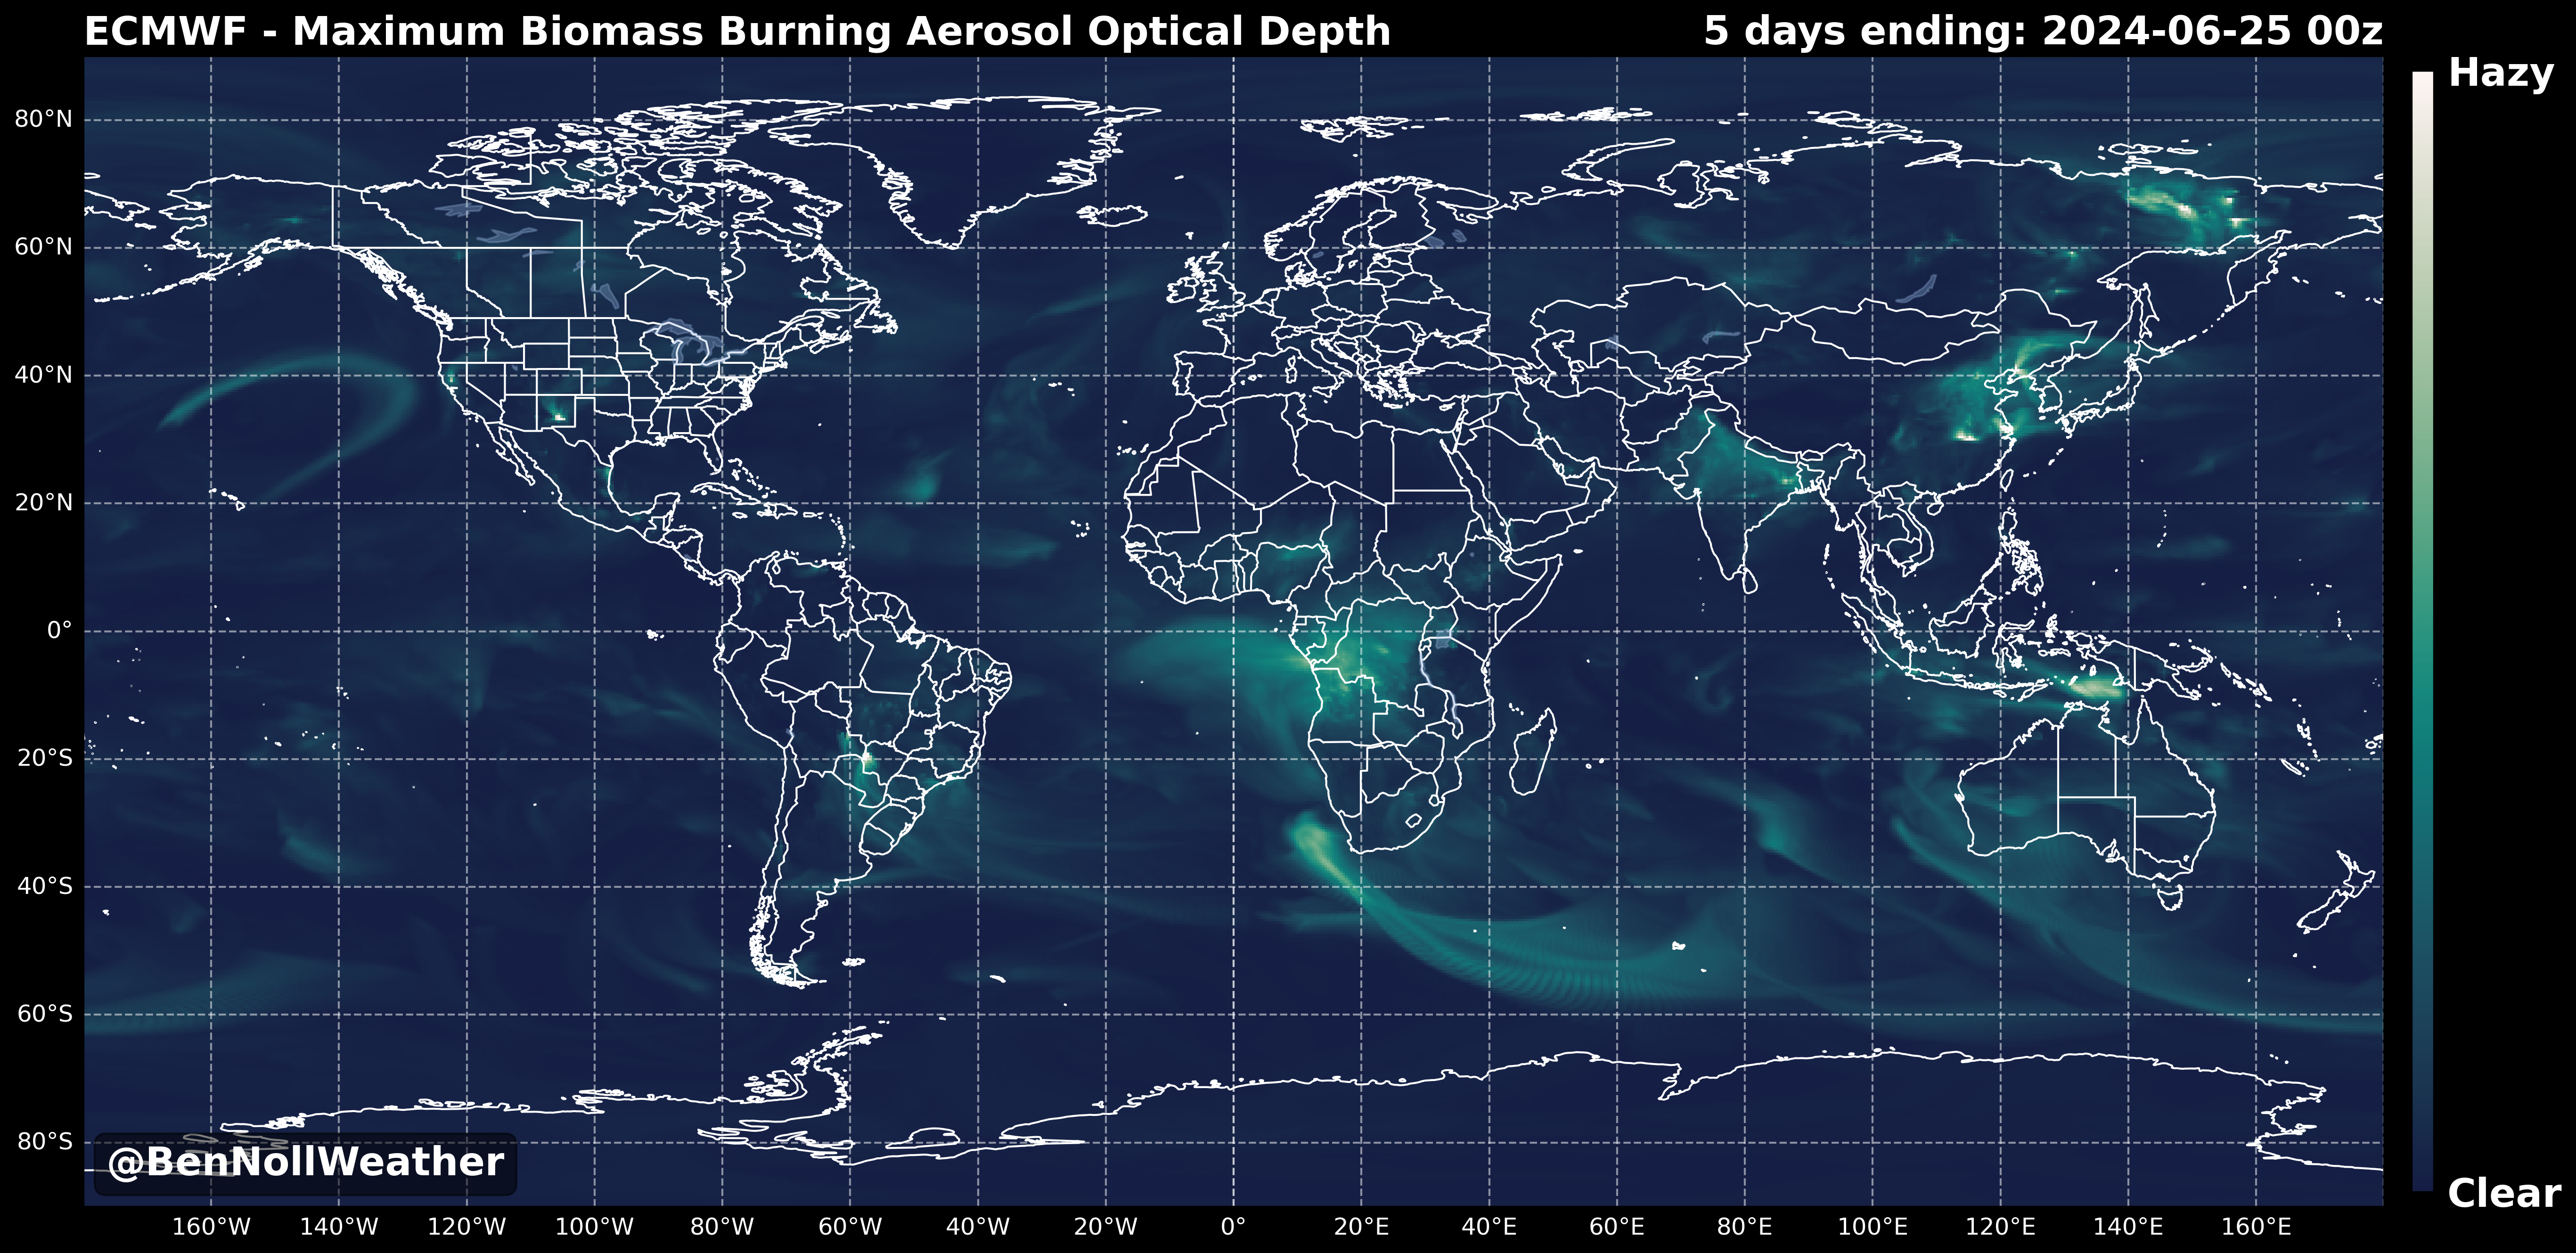 ECMWF - Maximum Biomass Burning Aerosol Optical Depth
5 days ending: 2024-06-25 00z
Hazy
80°N
60°N
40°N
20°N
0°
20°S
40°S
60°S
80°S
Clear
@BenNollWeather
160°W 140°W 120°W 100°W 80°W 60°W 40°W 20°W 0° 20°E 40°E 60°E 80°E 100°E 120°E 140°E 160°E